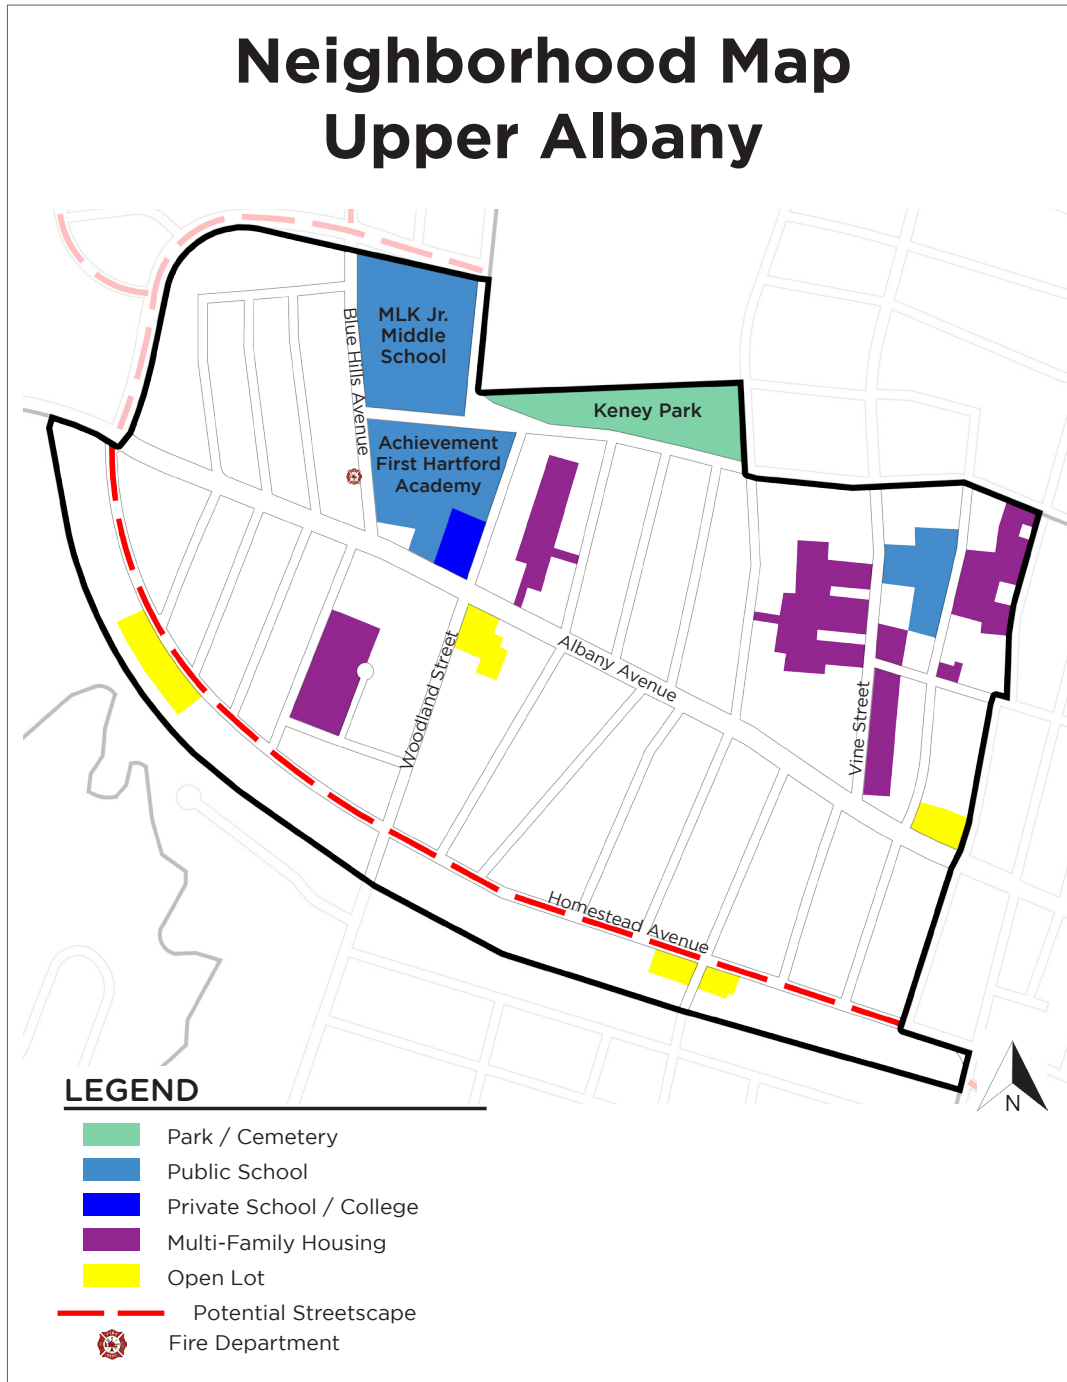 Neighborhood Map
Upper Albany
MLK Jr.
Middle
School
Blue Hills Avenue
Keney Park
Achievement
First Hartford
Academy
Albany Avenue
Woodland Street
Vine Street
Homestead Avenue
N
LEGEND
Park / Cemetery
Public School
Private School / College
Multi-Family Housing
Open Lot
Potential Streetscape
Fire Department